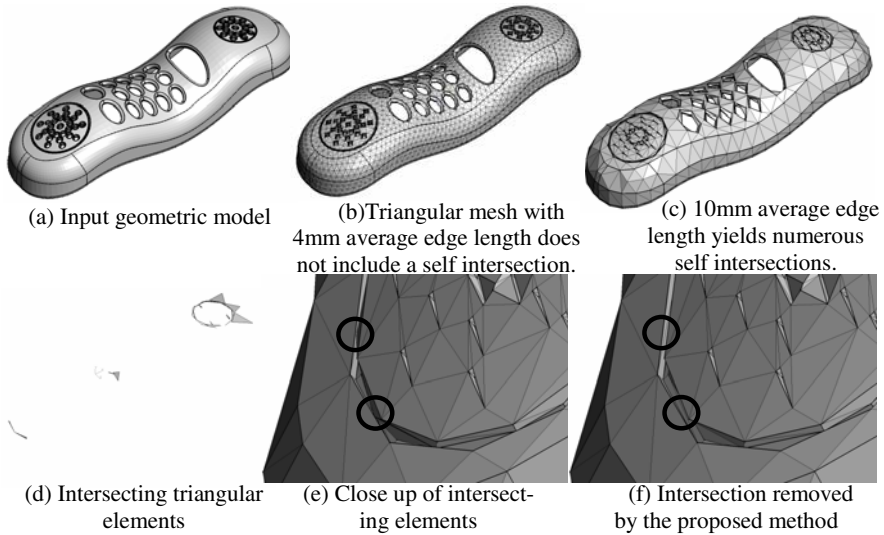 (a) Input geometric model
(b)Triangular mesh with
4mm average edge length does
not include a self intersection.
(c) 10mm average edge
length yields numerous
self intersections.
(d) Intersecting triangular
elements
(e) Close up of intersect-
ing elements
(f) Intersection removed
by the proposed method